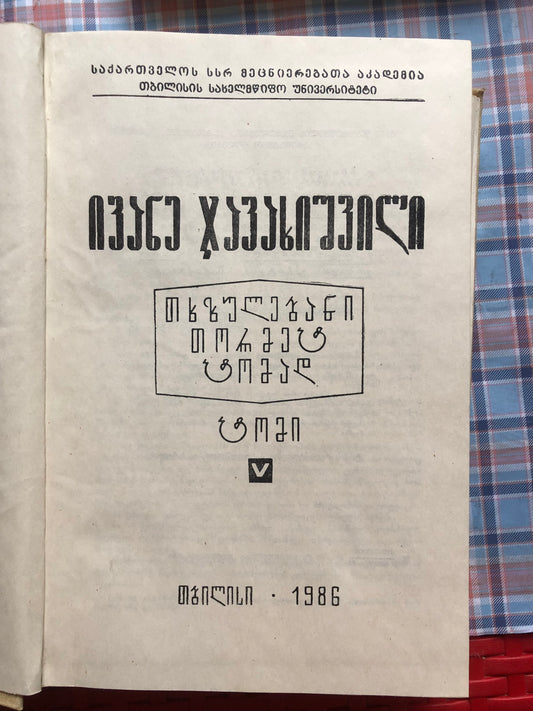 საქართველოს სსრ მეცნიერებათა აკადემია
თბილისის სახელმწიფო უნივერსიტეტი
ივანე ჯავახიშვილი
თხზულებანი
თორმეტ
ტომად
ტომი
V
თბილისი · 1986